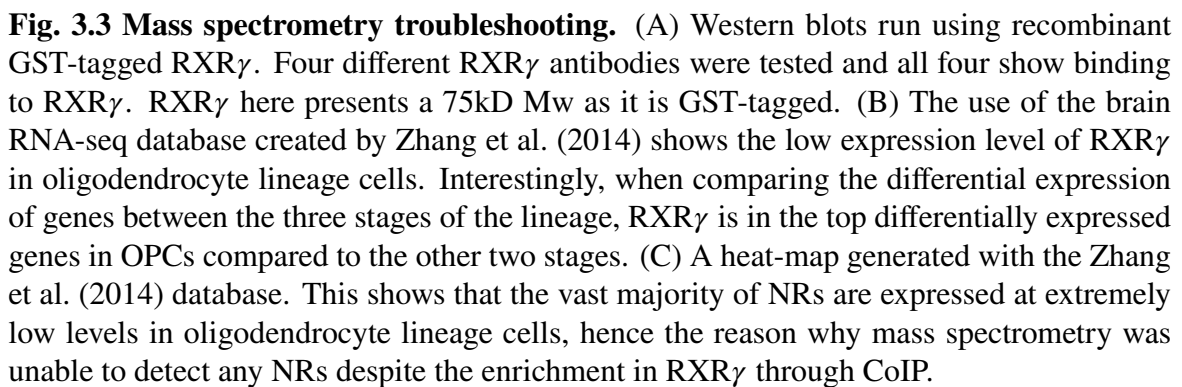 Fig. 3.3 Mass spectrometry troubleshooting. (A) Western blots run using recombinant
GST-tagged RXRγ. Four different RXRγ antibodies were tested and all four show binding
to RXRγ. RXRγ here presents a 75kD Mw as it is GST-tagged. (B) The use of the brain
RNA-seq database created by Zhang et al. (2014) shows the low expression level of RXRγ
in oligodendrocyte lineage cells. Interestingly, when comparing the differential expression
of genes between the three stages of the lineage, RXRγ is in the top differentially expressed
genes in OPCs compared to the other two stages. (C) A heat-map generated with the Zhang
et al. (2014) database. This shows that the vast majority of NRs are expressed at extremely
low levels in oligodendrocyte lineage cells, hence the reason why mass spectrometry was
unable to detect any NRs despite the enrichment in RXRγ through CoIP.